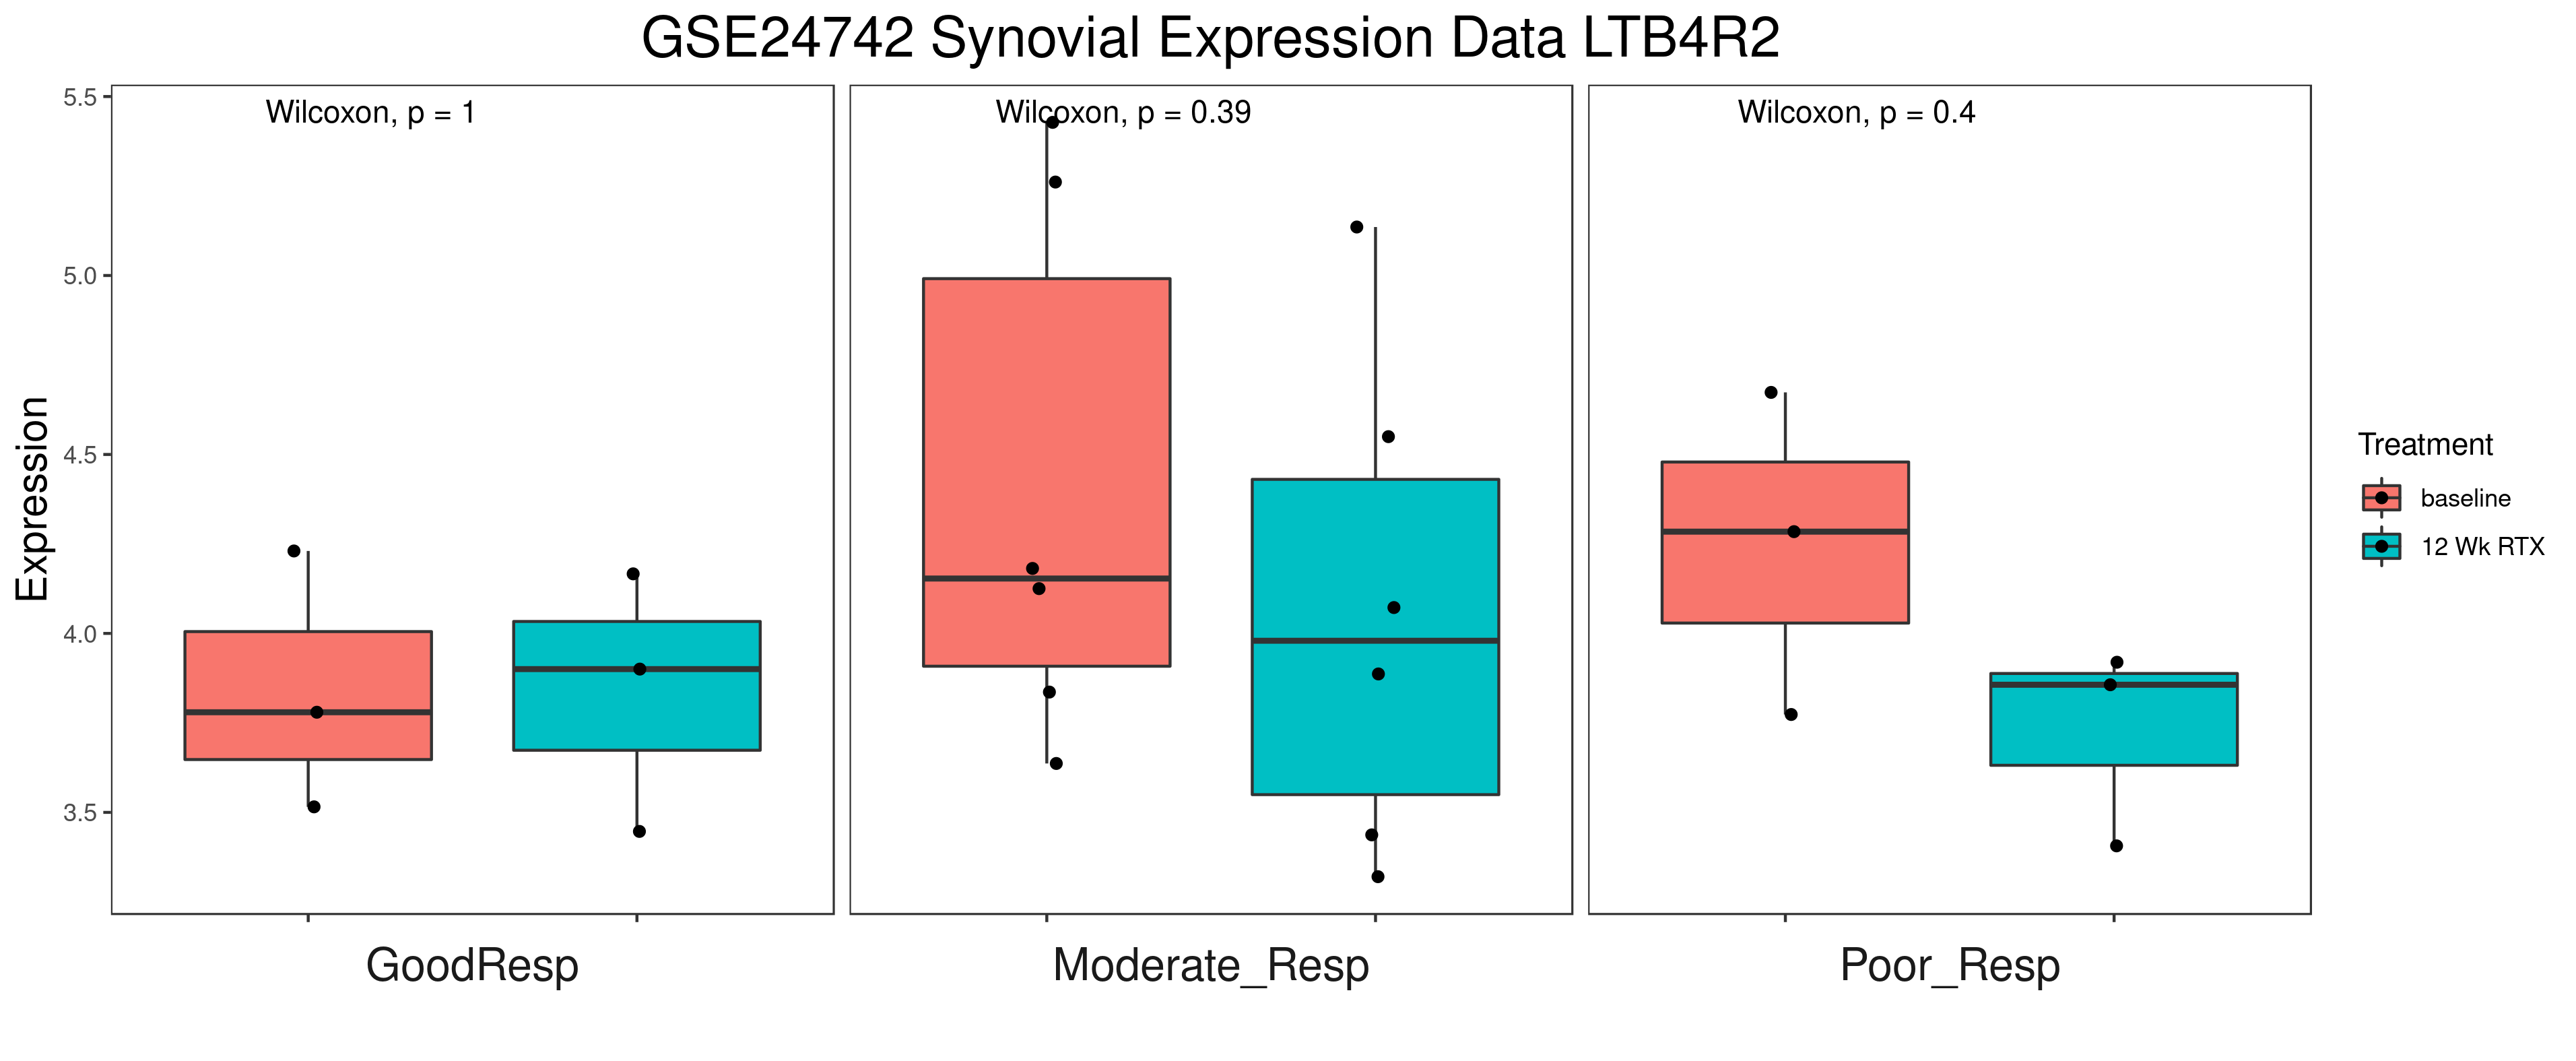 GSE24742 Synovial Expression Data LTB4R2
Wilcoxon, p = 1
Wilcoxon, p = 0.39
Wilcoxon, p = 0.4
Expression
5.5
5.0
4.5
4.0
3.5
GoodResp
Moderate_Resp
Poor_Resp
Treatment
baseline
12 Wk RTX